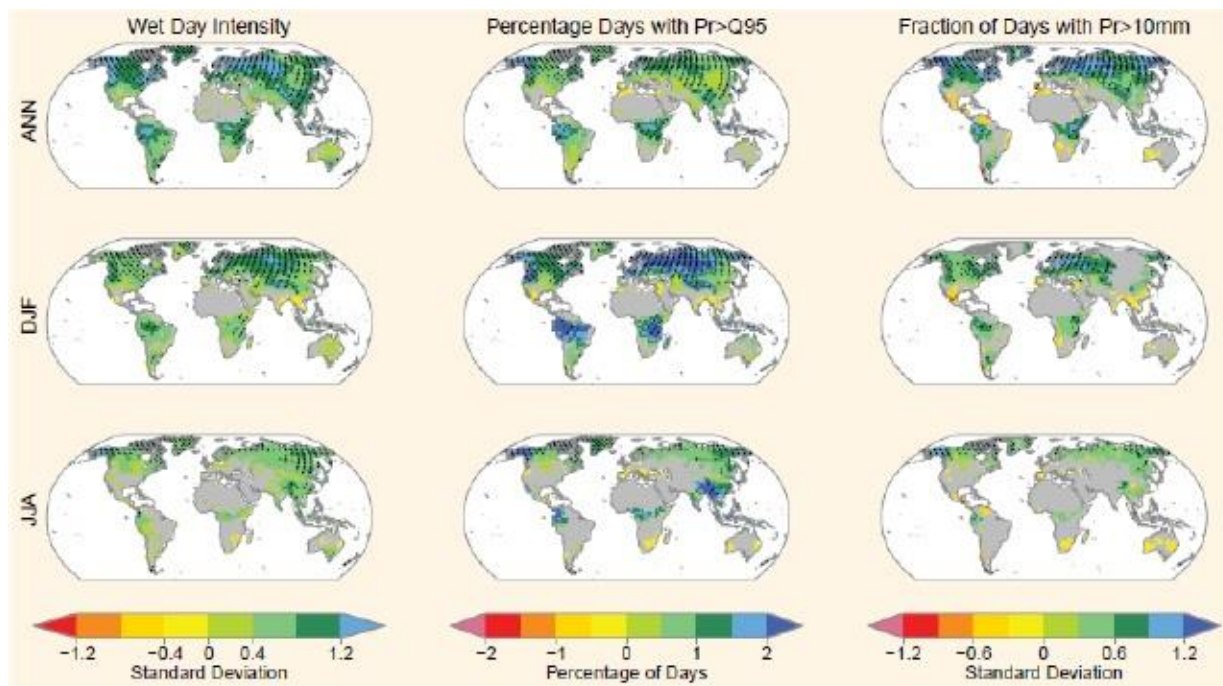 Wet Day Intensity
Percentage Days with Pr>Q95
Fraction of Days with Pr>10mm
ANN
DJF
JJA
−1.2 −0.4 0 0.4 1.2
Standard Deviation
−2 −1 0 1 2
Percentage of Days
−1.2 −0.6 0 0.6 1.2
Standard Deviation